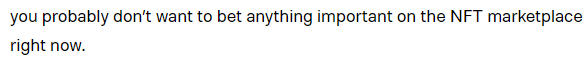 you probably don’t want to bet anything important on the NFT marketplace
right now.